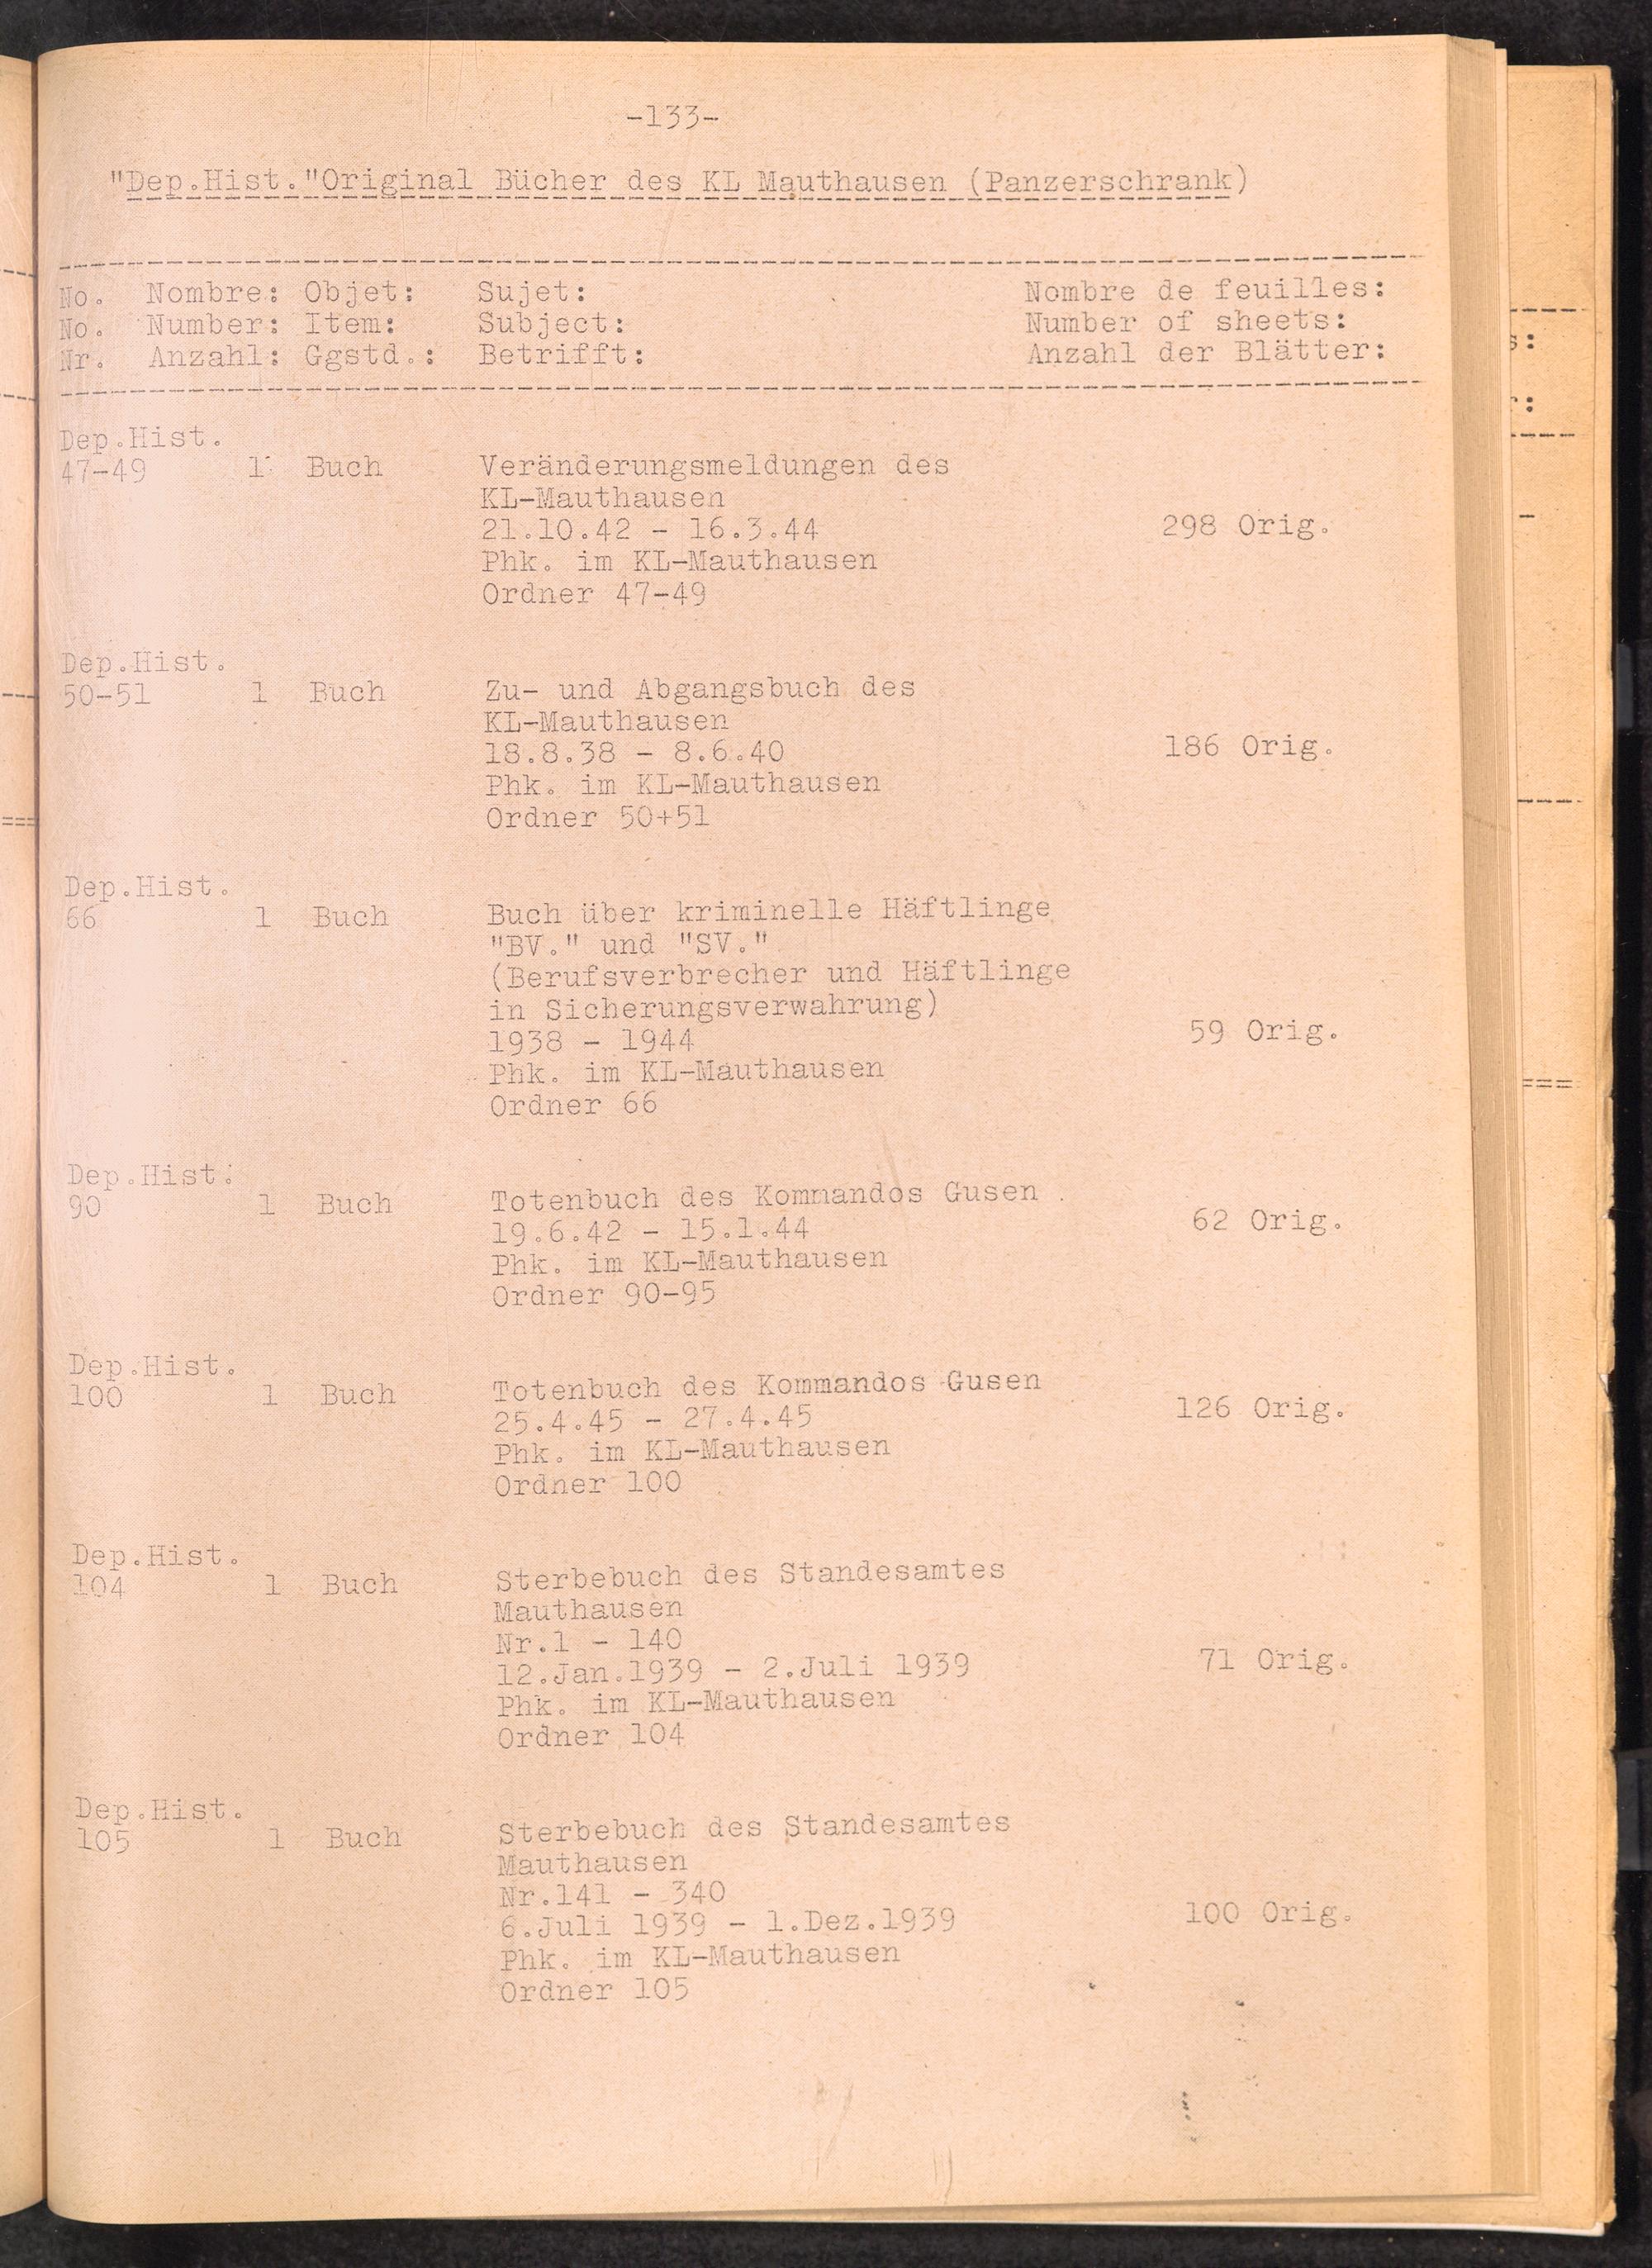 -133-
"Dep.Hist."Original Bücher des KL Mauthausen (Panzerschrank)
No. Nombre: Objet: Sujet: Nombre de feuilles:
No. Number: Item: Subject: Number of sheets:
Nr. Anzahl: Ggstd.: Betrifft: Anzahl der Blätter:
Dep.Hist.
47-49 1 Buch Veränderungsmeldungen des
KL-Mauthausen
21.10.42 - 16.3.44 298 Orig.
Phk. im KL-Mauthausen
Ordner 47-49
Dep.Hist.
50-51 1 Buch Zu- und Abgangsbuch des
KL-Mauthausen
18.8.38 - 8.6.40 186 Orig.
Phk. im KL-Mauthausen
Ordner 50+51
Dep.Hist.
66 1 Buch Buch über kriminelle Häftlinge
"BV." und "SV."
(Berufsverbrecher und Häftlinge
in Sicherungsverwahrung)
1938 - 1944 59 Orig.
Phk. im KL-Mauthausen
Ordner 66
Dep.Hist.
90 1 Buch Totenbuch des Kommandos Gusen
19.6.42 - 15.1.44 62 Orig.
Phk. im KL-Mauthausen
Ordner 90-95
Dep.Hist.
100 1 Buch Totenbuch des Kommandos Gusen
25.4.45 - 27.4.45 126 Orig.
Phk. im KL-Mauthausen
Ordner 100
Dep.Hist.
104 1 Buch Sterbebuch des Standesamtes
Mauthausen
Nr.1 - 140
12.Jan.1939 - 2.Juli 1939 71 Orig.
Phk. im KL-Mauthausen
Ordner 104
Dep.Hist.
105 1 Buch Sterbebuch des Standesamtes
Mauthausen
Nr.141 - 340
6.Juli 1939 - 1.Dez.1939 100 Orig.
Phk. im KL-Mauthausen
Ordner 105